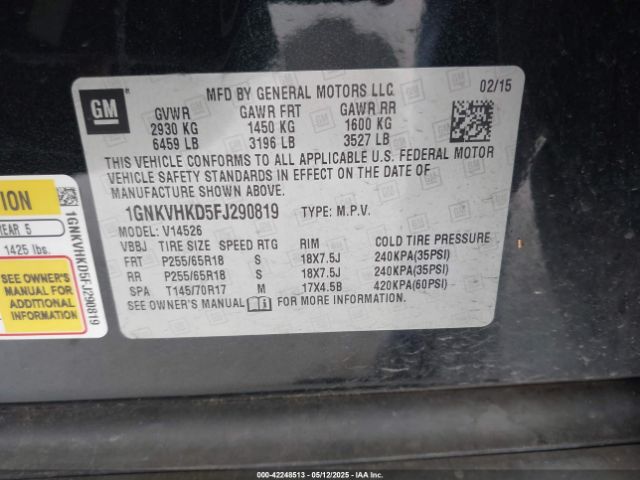 GM
MFD BY GENERAL MOTORS LLC
02/15
GVWR GAWR FRT GAWR RR
2930 KG 1450 KG 1600 KG
6459 LB 3196 LB 3527 LB
THIS VEHICLE CONFORMS TO ALL APPLICABLE U.S. FEDERAL MOTOR
VEHICLE SAFETY STANDARDS IN EFFECT ON THE DATE OF
MANUFACTURE SHOWN ABOVE.
1GNKVHKD5FJ290819 TYPE: M.P.V.
MODEL: V14526
VBBJ TIRE SIZE SPEED RTG RIM COLD TIRE PRESSURE
FRT P255/65R18 S 18X7.5J 240KPA(35PSI)
RR P255/65R18 S 18X7.5J 240KPA(35PSI)
SPA T145/70R17 M 17X4.5B 420KPA(60PSI)
SEE OWNER'S MANUAL FOR MORE INFORMATION
TION
REAR 5
1425 lbs.
SEE OWNER'S
MANUAL FOR
ADDITIONAL
INFORMATION
1GNKVHKD5FJ290819
© - 42248513 - 05/12/2025 - IAAI.COM